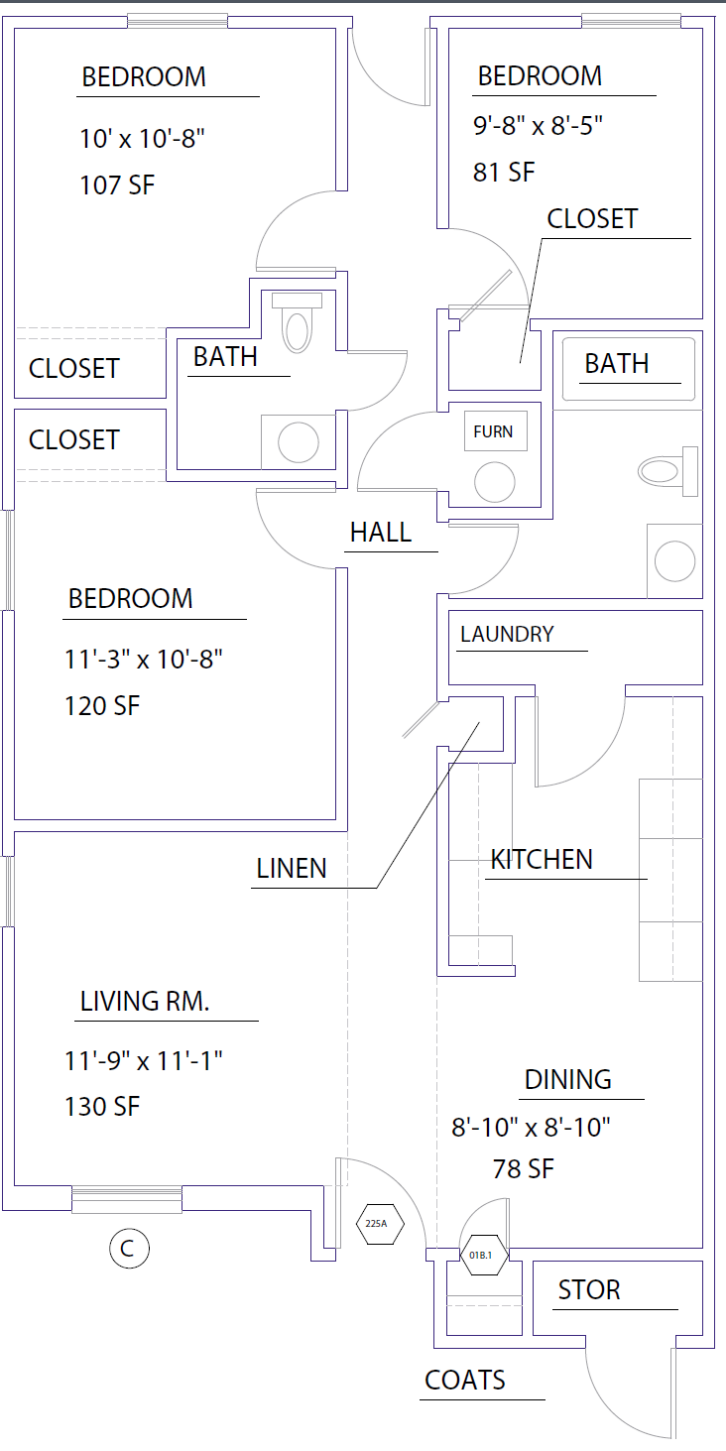 BEDROOM
10' x 10'-8"
107 SF
BEDROOM
9'-8" x 8'-5"
81 SF
CLOSET
CLOSET
BATH
BATH
CLOSET
FURN
HALL
BEDROOM
11'-3" x 10'-8"
120 SF
LAUNDRY
LINEN
KITCHEN
LIVING RM.
11'-9" x 11'-1"
130 SF
DINING
8'-10" x 8'-10"
78 SF
225A
C
01B.1
STOR
COATS